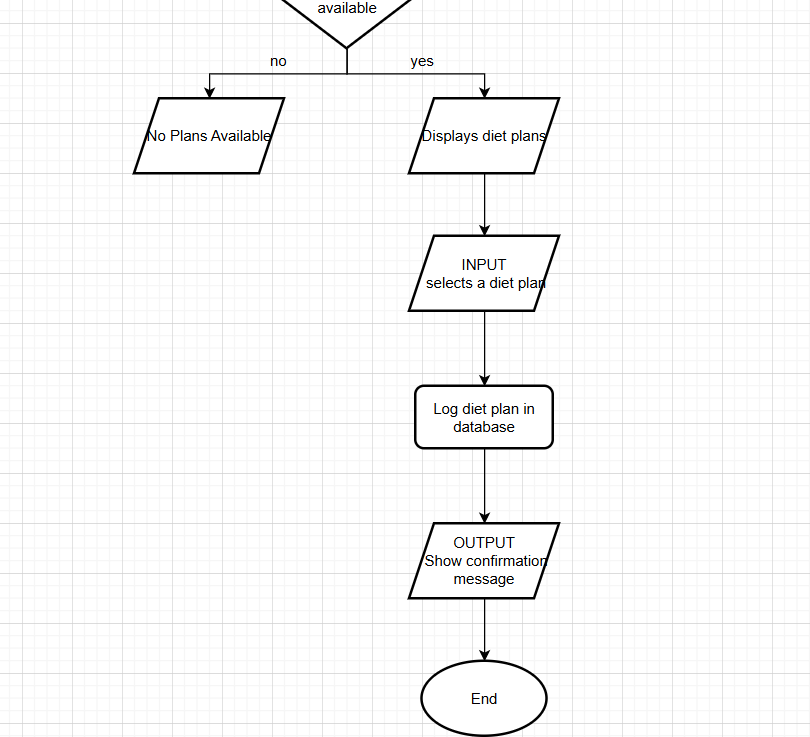 available
no
yes
No Plans Available
Displays diet plans
INPUT
selects a diet plan
Log diet plan in
database
OUTPUT
Show confirmation
message
End